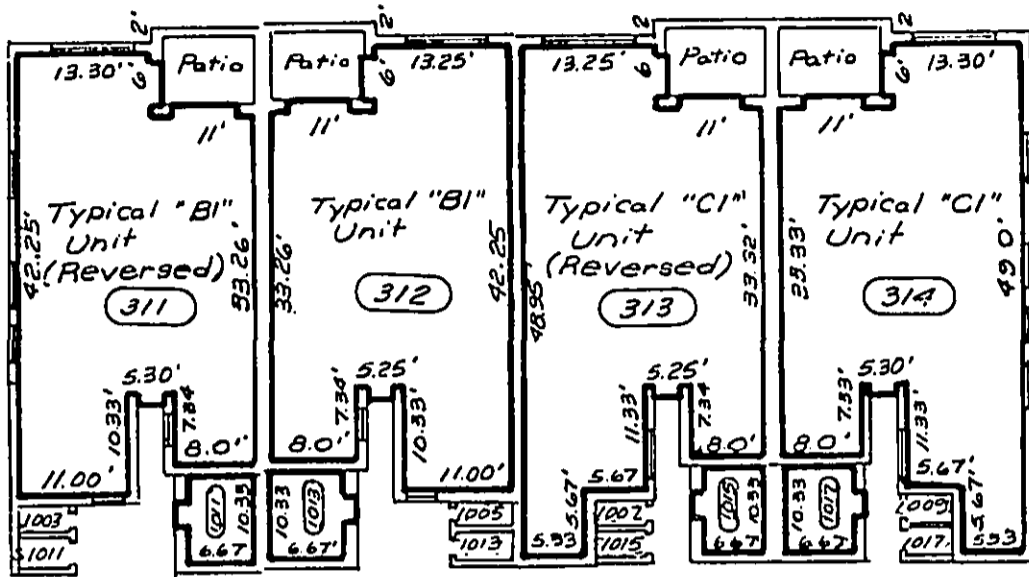 2' 2' 2 2
13.30' 6' Patio Patio 6' 13.25' 13.25' 6 Patio Patio 6' 13.30'
11' 11' 11' 11'
Typical "B1"
Unit
(Reversed)
311
42.25'
33.26'
Typical "B1"
Unit
312
33.26'
42.25
Typical "C1"
Unit
(Reversed)
313
48.95'
33.32'
Typical "C1"
Unit
314
33.33'
49.0'
5.30' 5.25' 5.25' 5.30'
10.33' 7.34 7.34' 10.33' 11.33' 7.34 7.33' 11.33'
11.00' 8.0' 8.0' 11.00' 5.67 8.0' 8.0' 5.67'
5.67' 5.67'
1003 1011 10.33 10.33 1013 1005 1007 1015 10.33 10.33 1017 1009
1011 6.67 6.67' 1013 5.33 1015 6.67 6.67 1017 5.33